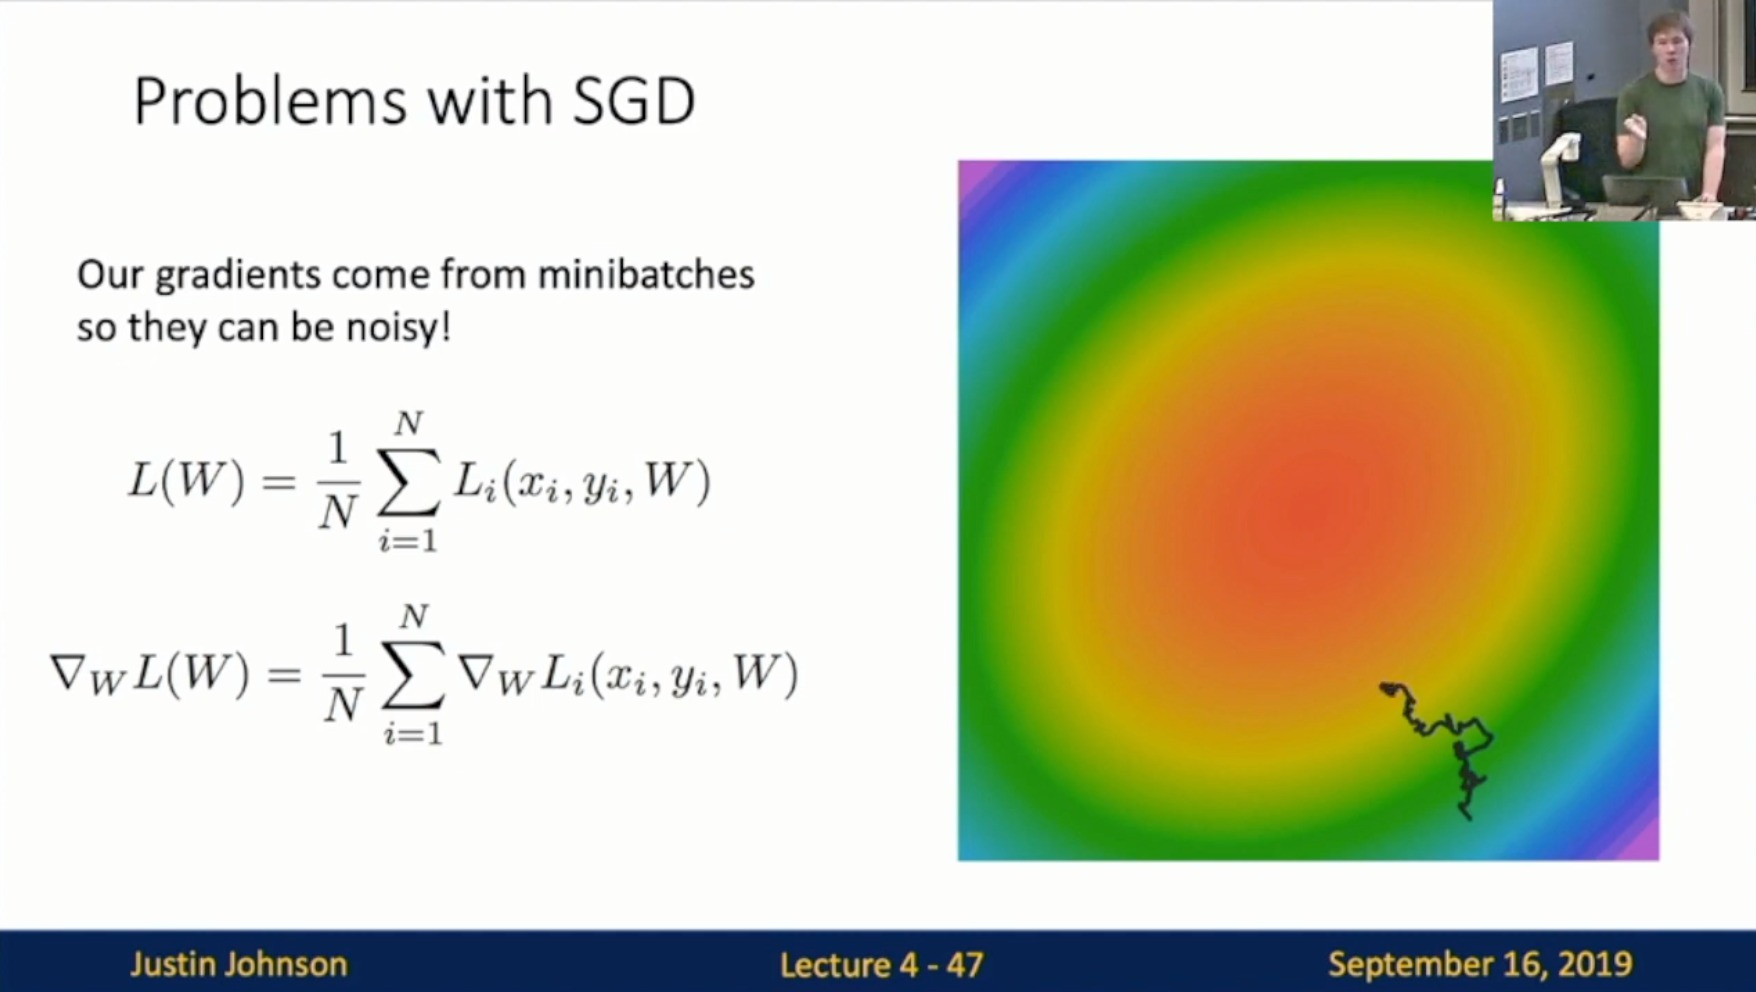 Problems with SGD
Our gradients come from minibatches
so they can be noisy!
L(W) = \frac{1}{N} \sum_{i=1}^{N} L_i(x_i, y_i, W)
\nabla_W L(W) = \frac{1}{N} \sum_{i=1}^{N} \nabla_W L_i(x_i, y_i, W)
Justin Johnson
Lecture 4 - 47
September 16, 2019